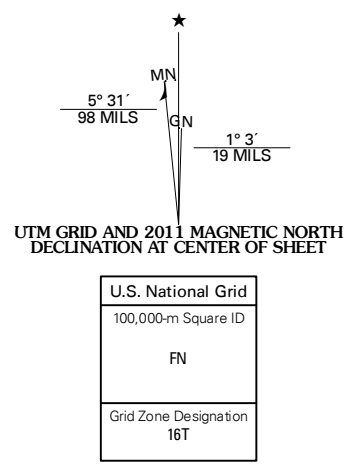 ★
MN
5° 31´
98 MILS
GN
1° 3´
19 MILS
UTM GRID AND 2011 MAGNETIC NORTH
DECLINATION AT CENTER OF SHEET
U.S. National Grid
100,000-m Square ID
FN
Grid Zone Designation
16T